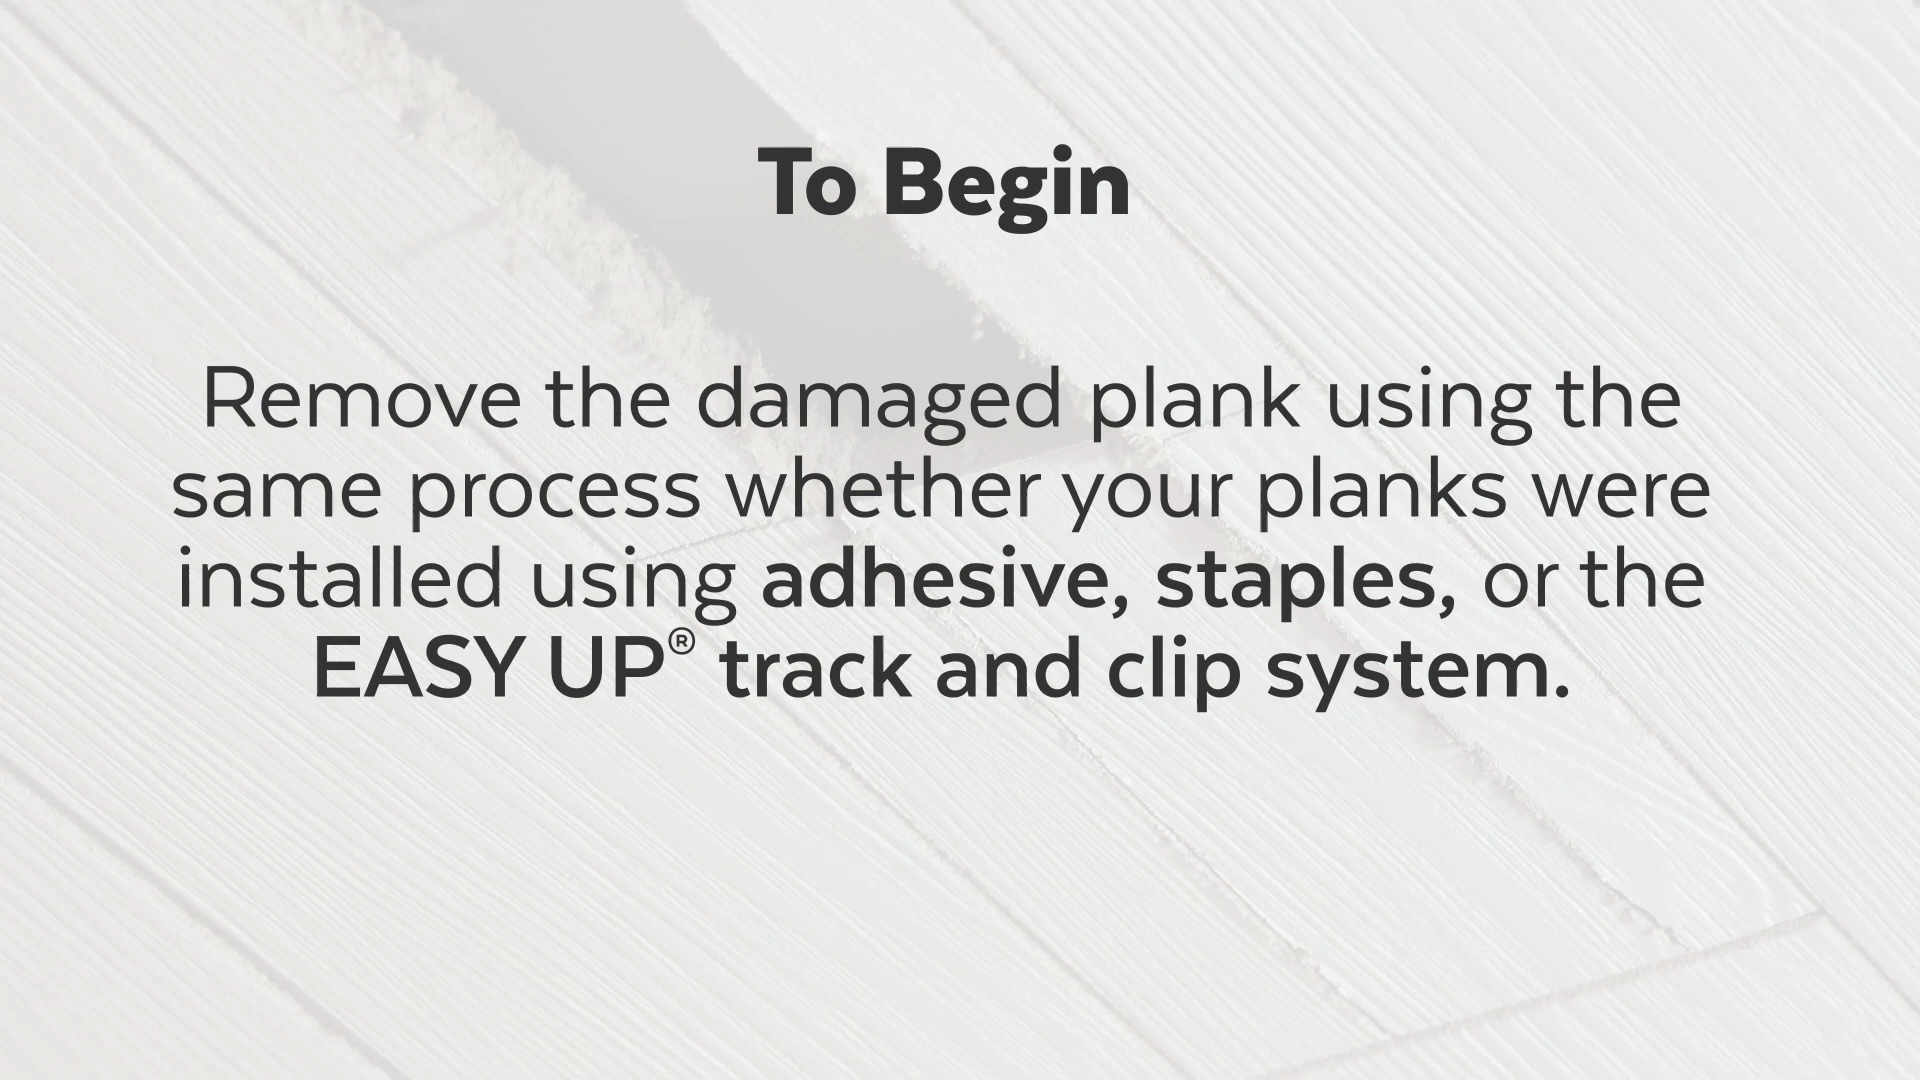 To Begin
Remove the damaged plank using the
same process whether your planks were
installed using adhesive, staples, or the
EASY UP® track and clip system.